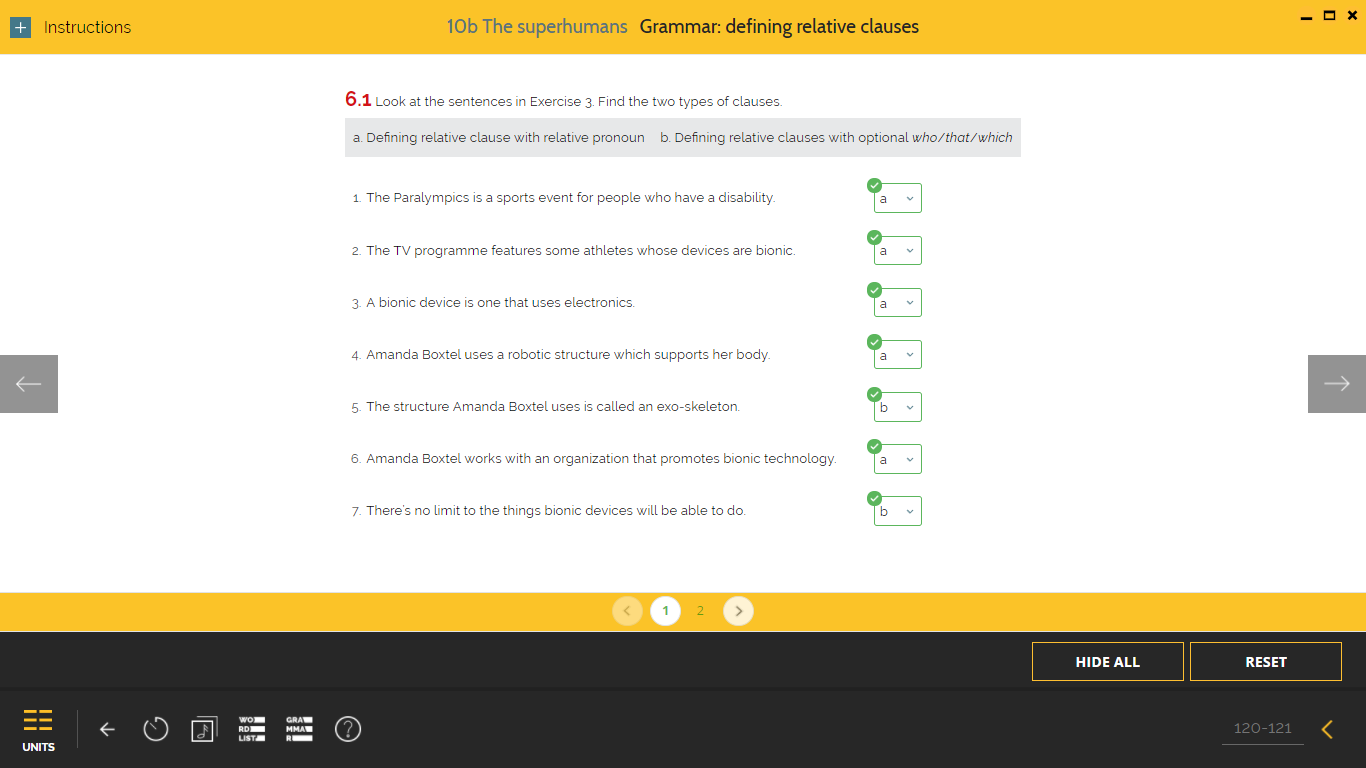 + Instructions
10b The superhumans Grammar: defining relative clauses
6.1 Look at the sentences in Exercise 3. Find the two types of clauses.
a. Defining relative clause with relative pronoun b. Defining relative clauses with optional who/that/which
1. The Paralympics is a sports event for people who have a disability. a
2. The TV programme features some athletes whose devices are bionic. a
3. A bionic device is one that uses electronics. a
4. Amanda Boxtel uses a robotic structure which supports her body. a
5. The structure Amanda Boxtel uses is called an exo-skeleton. b
6. Amanda Boxtel works with an organization that promotes bionic technology. a
7. There's no limit to the things bionic devices will be able to do. b
< 1 2 >
HIDE ALL RESET
UNITS
WO
RD
LIST
GRA
MMA
R
?
120-121